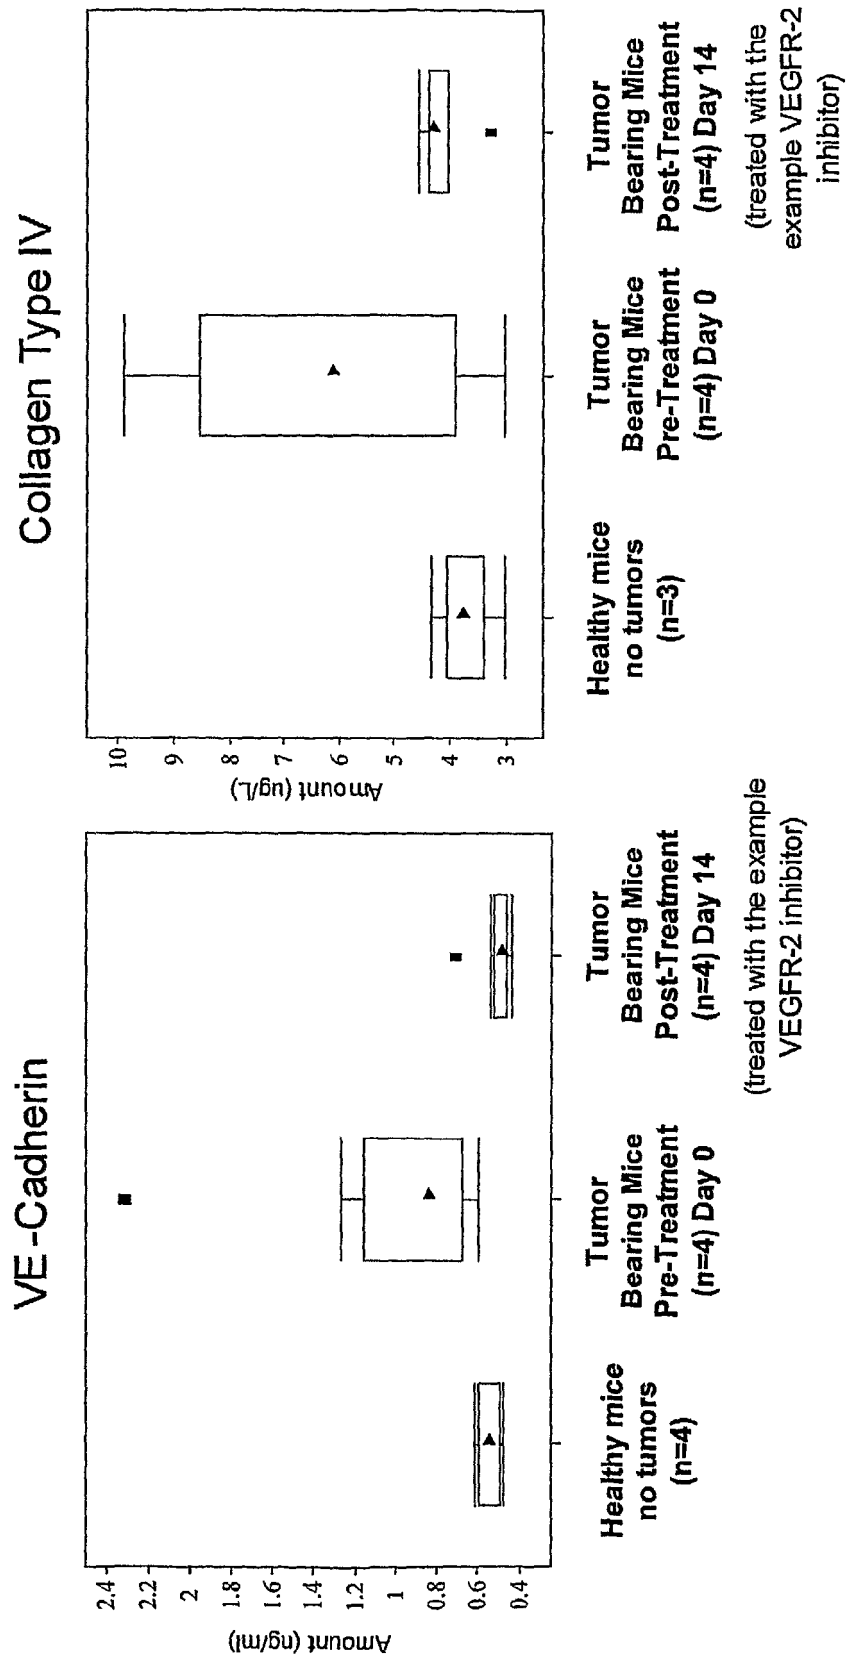 VE -Cadherin
Amount (ng/ml)
2.4
2.2
2
1.8
1.6
1.4
1.2
1
0.8
0.6
0.4
Healthy mice
no tumors
(n=4)
Tumor
Bearing Mice
Pre-Treatment
(n=4) Day 0
Tumor
Bearing Mice
Post-Treatment
(n=4) Day 14
(treated with the example
VEGFR-2 inhibitor)
Collagen Type IV
Amount (ug/L)
10
9
8
7
6
5
4
3
Healthy mice
no tumors
(n=3)
Tumor
Bearing Mice
Pre-Treatment
(n=4) Day 0
Tumor
Bearing Mice
Post-Treatment
(n=4) Day 14
(treated with the
example VEGFR-2
inhibitor)